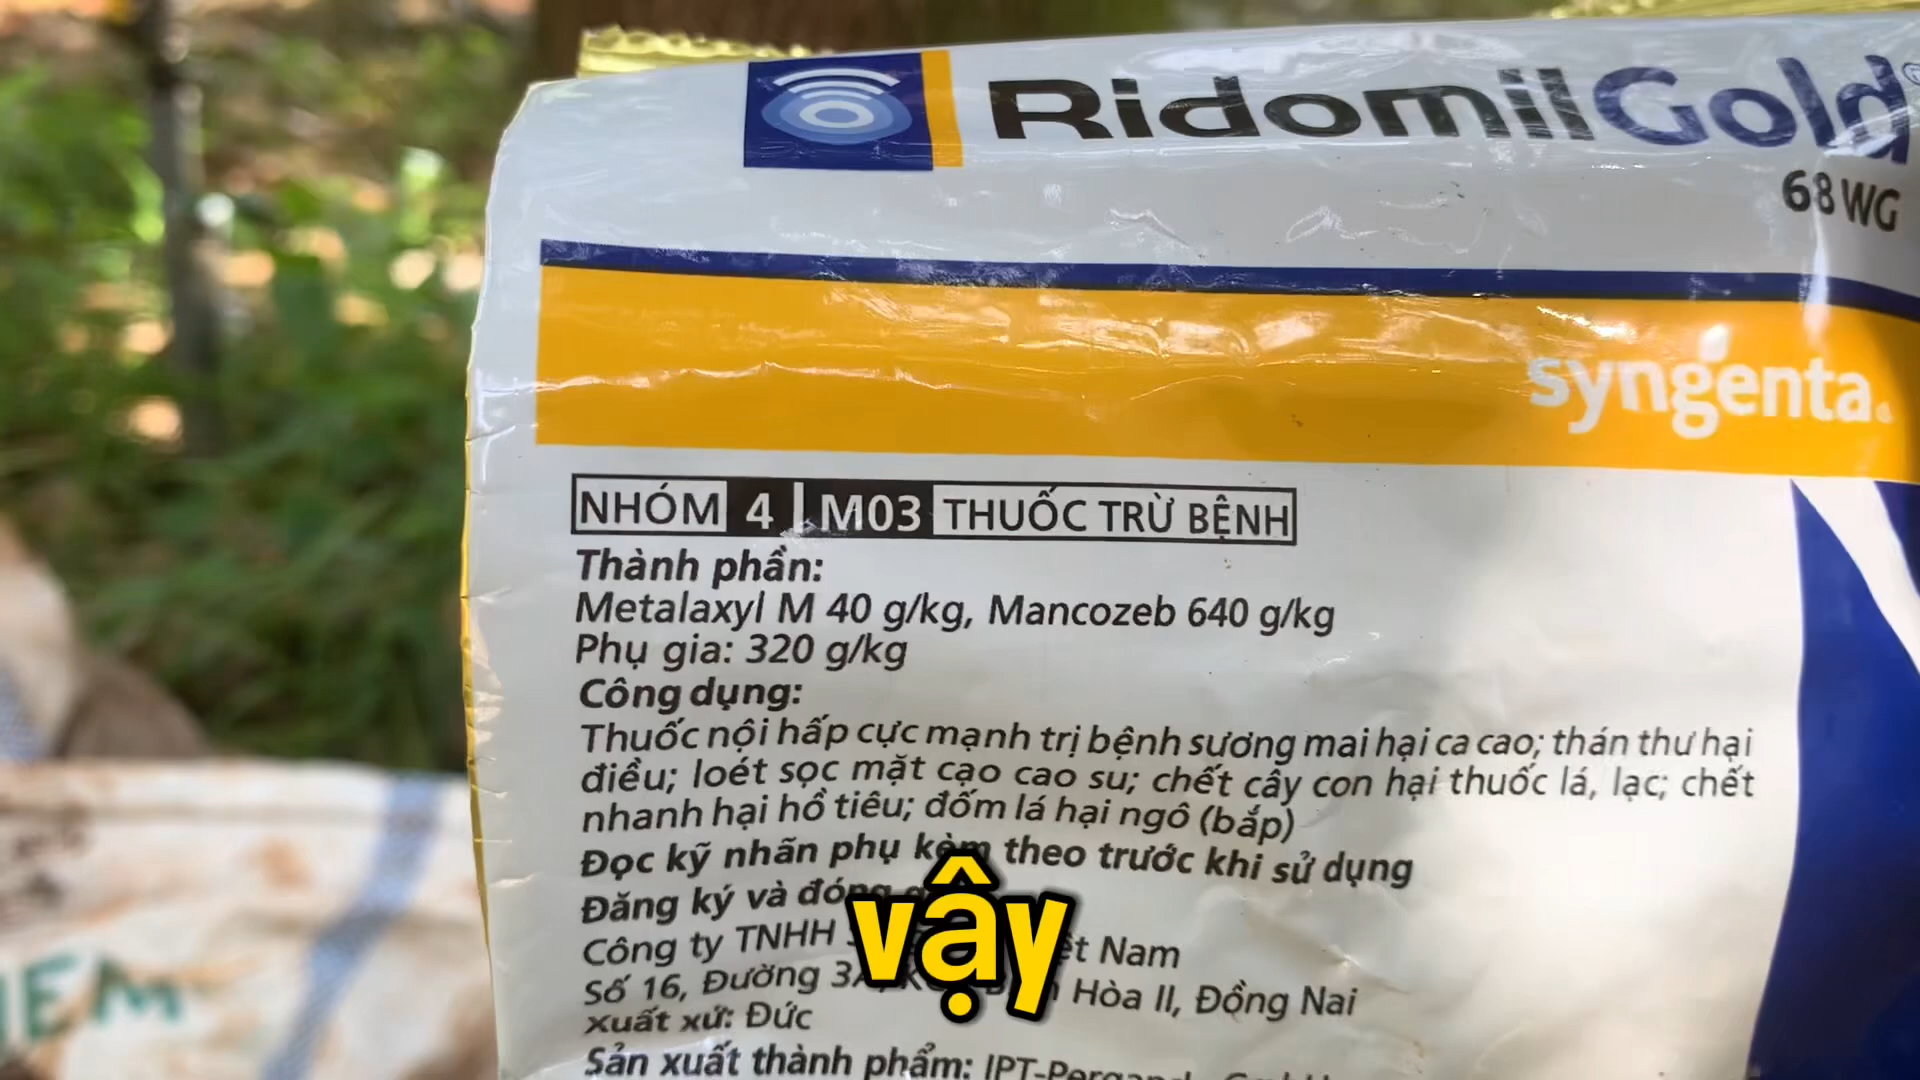 RidomilGold
68 WG
syngenta.
NHÓM 4 | M03 THUỐC TRỪ BỆNH
Thành phần:
Metalaxyl M 40 g/kg, Mancozeb 640 g/kg
Phụ gia: 320 g/kg
Công dụng:
Thuốc nội hấp cực mạnh trị bệnh sương mai hại ca cao; thán thư hại
điều; loét sọc mặt cạo cao su; chết cây con hại thuốc lá, lạc; chết
nhanh hại hồ tiêu; đốm lá hại ngô (bắp)
Đọc kỹ nhãn phụ kèm theo trước khi sử dụng
Đăng ký và đóng
Công ty TNHH Nam
Số 16, Đường Hòa II, Đồng Nai
vậy
Xuất xứ: Đức
Sản xuất thành phẩm: